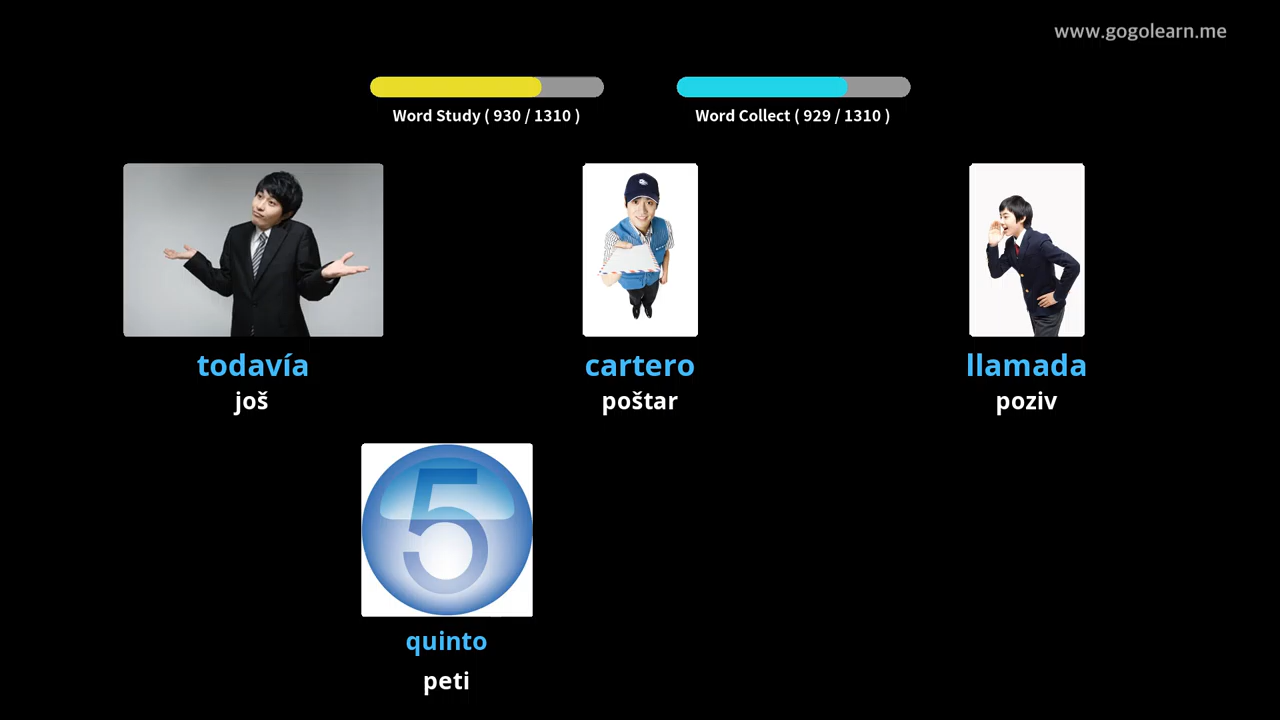 www.gogolearn.me
Word Study ( 930 / 1310 )
Word Collect ( 929 / 1310 )
todavía
još
cartero
poštar
llamada
poziv
5
quinto
peti